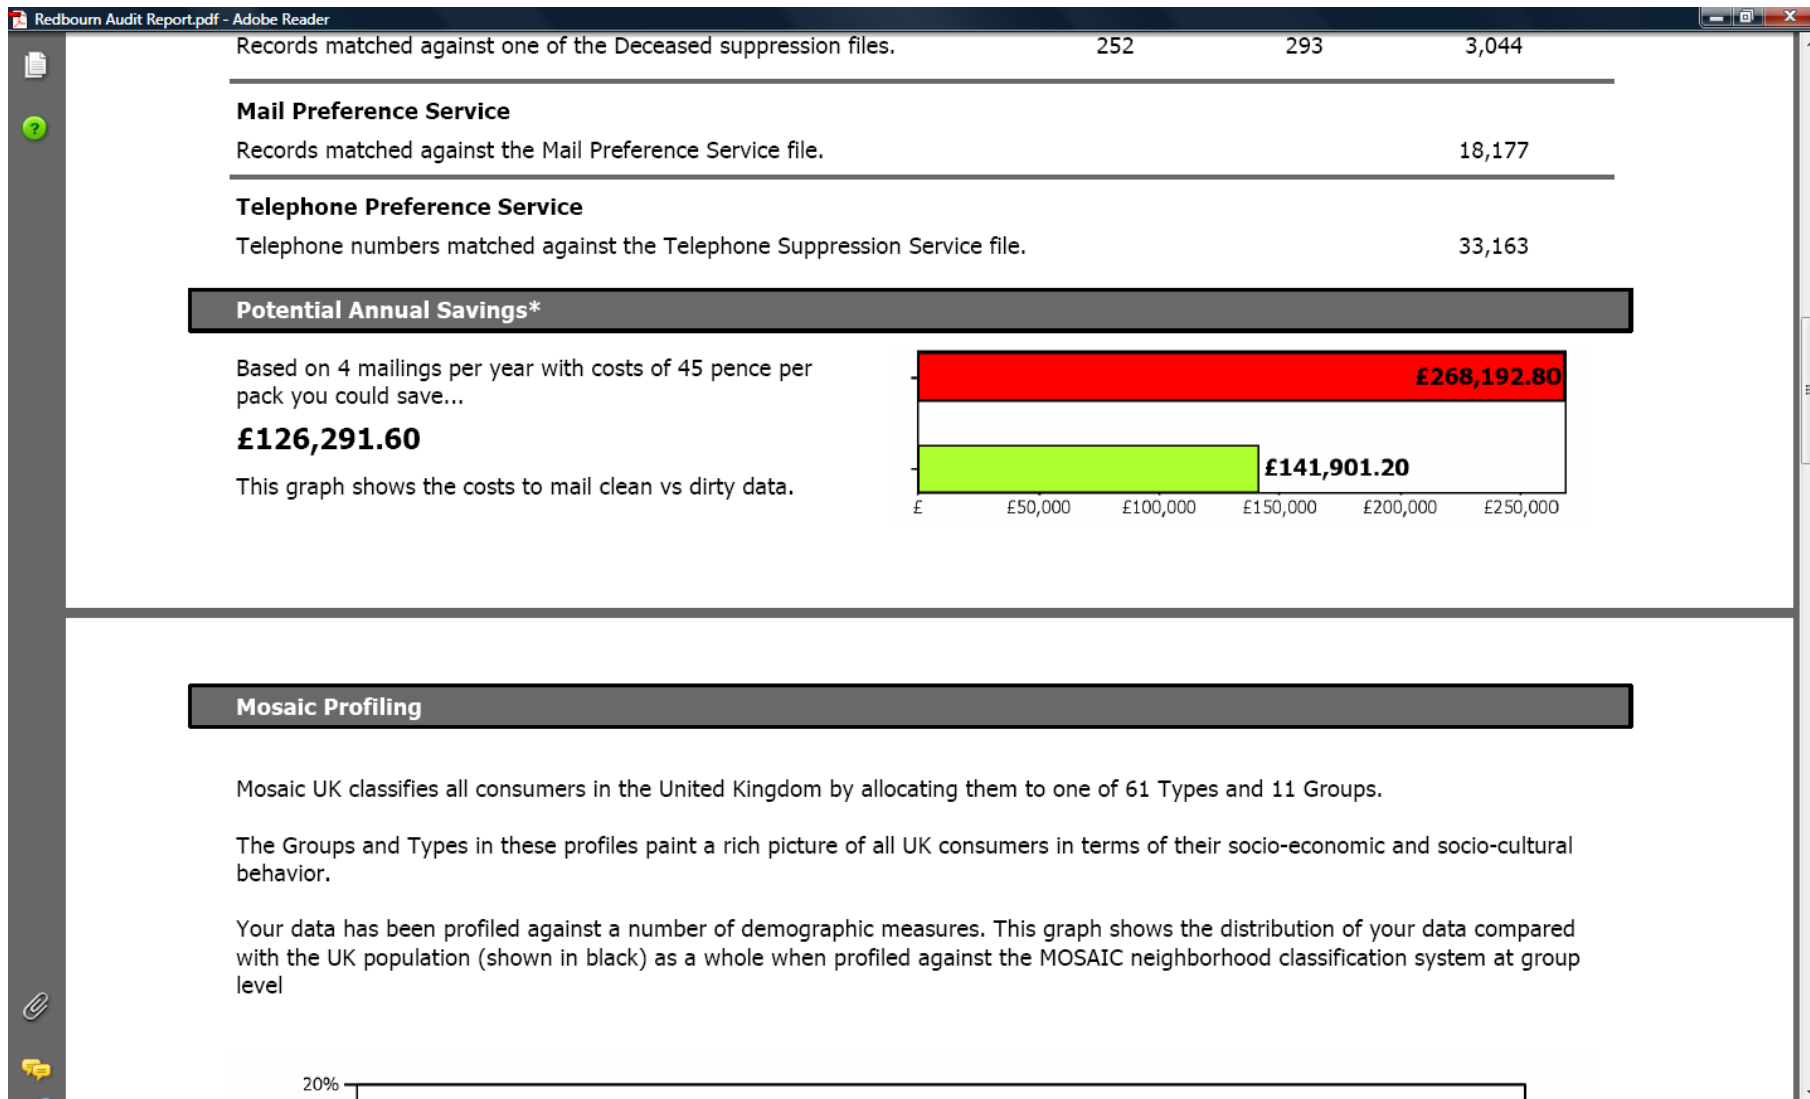 Redbourn Audit Report.pdf - Adobe Reader
Records matched against one of the Deceased suppression files. 252 293 3,044
Mail Preference Service
Records matched against the Mail Preference Service file. 18,177
Telephone Preference Service
Telephone numbers matched against the Telephone Suppression Service file. 33,163
Potential Annual Savings*
Based on 4 mailings per year with costs of 45 pence per
pack you could save...
£126,291.60
This graph shows the costs to mail clean vs dirty data.
£268,192.80
£141,901.20
£ £50,000 £100,000 £150,000 £200,000 £250,000
Mosaic Profiling
Mosaic UK classifies all consumers in the United Kingdom by allocating them to one of 61 Types and 11 Groups.
The Groups and Types in these profiles paint a rich picture of all UK consumers in terms of their socio-economic and socio-cultural
behavior.
Your data has been profiled against a number of demographic measures. This graph shows the distribution of your data compared
with the UK population (shown in black) as a whole when profiled against the MOSAIC neighborhood classification system at group
level
20%